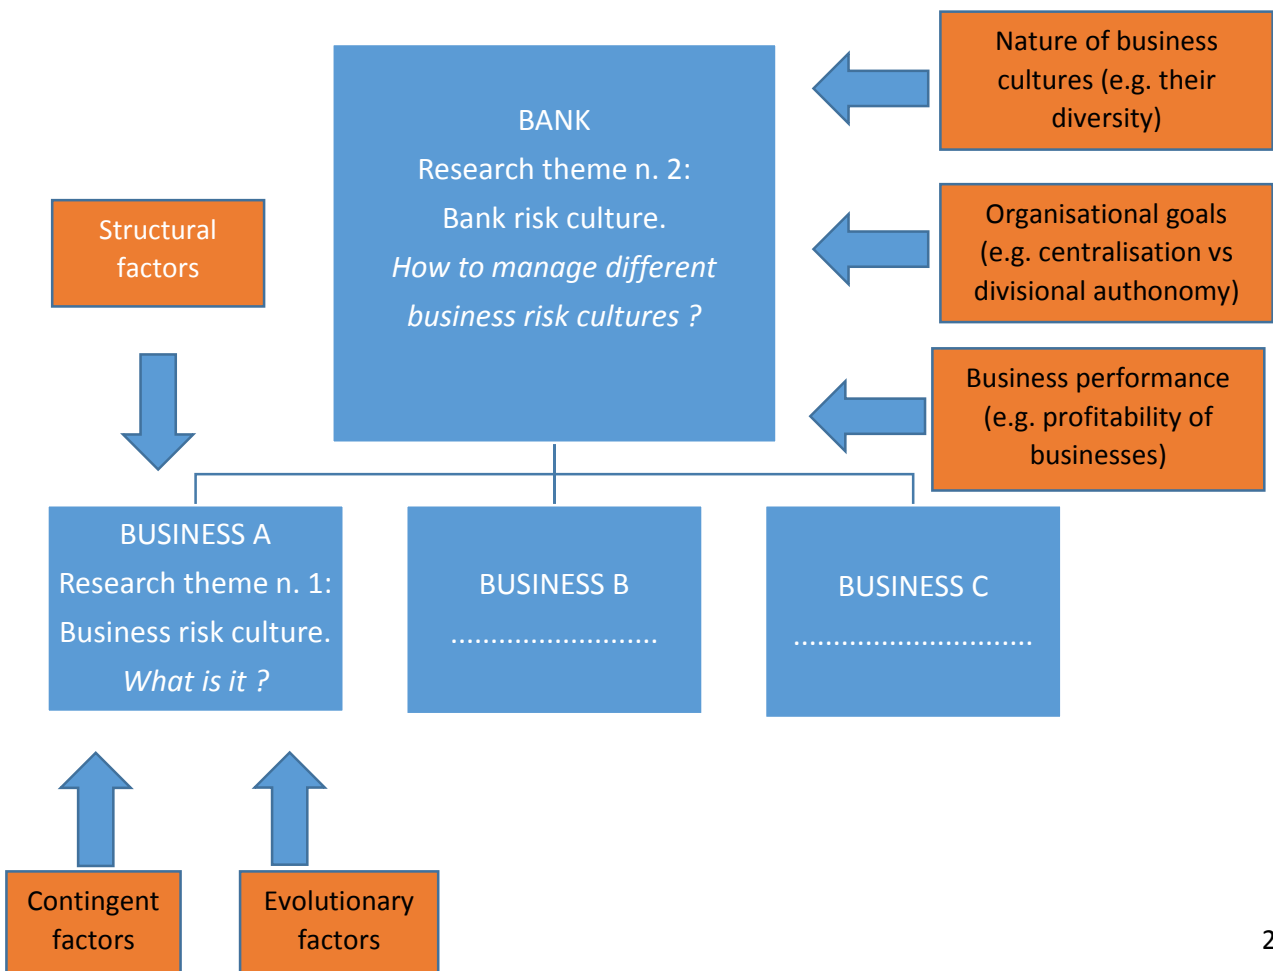 BANK
Research theme n. 2:
Bank risk culture.
How to manage different
business risk cultures ?
Nature of business
cultures (e.g. their
diversity)
Organisational goals
(e.g. centralisation vs
divisional authonomy)
Business performance
(e.g. profitability of
businesses)
Structural
factors
BUSINESS A
Research theme n. 1:
Business risk culture.
What is it ?
BUSINESS B
..........................
BUSINESS C
..............................
Contingent
factors
Evolutionary
factors
2